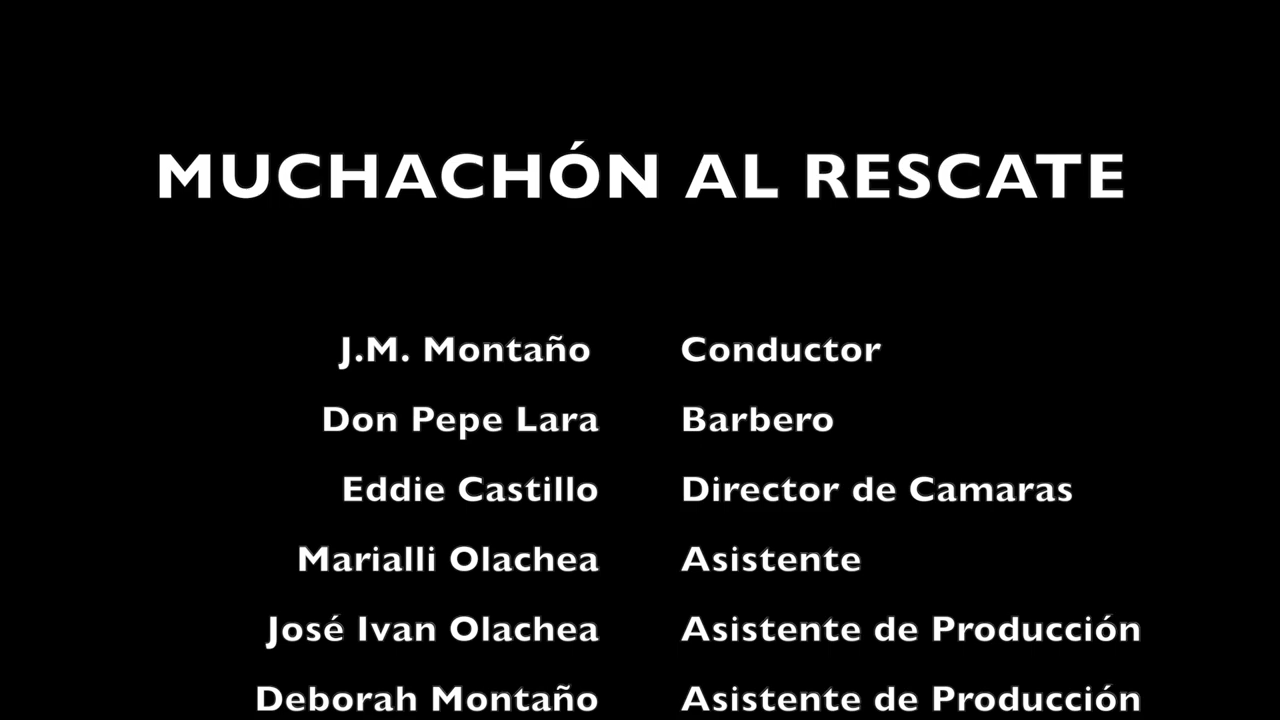 MUCHACHÓN AL RESCATE
J.M. Montaño Conductor
Don Pepe Lara Barbero
Eddie Castillo Director de Camaras
Marialli Olachea Asistente
José Ivan Olachea Asistente de Producción
Deborah Montaño Asistente de Producción